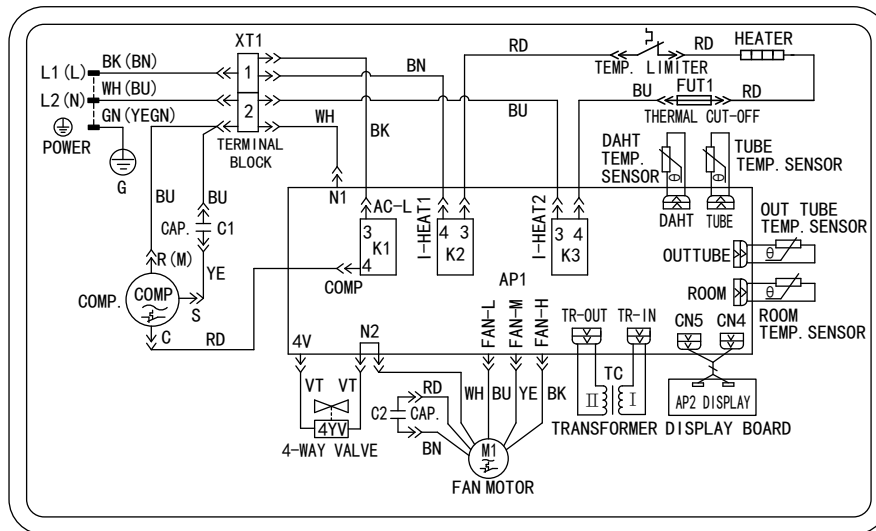 XT1
L1 (L)
BK (BN)
1
L2 (N)
WH (BU)
2
GN (YEGN)
POWER
G
TERMINAL
BLOCK
WH
BK
BN
BU
RD
TEMP. LIMITER
RD
HEATER
BU
FUT1
RD
THERMAL CUT-OFF
DAHT
TEMP.
SENSOR
θ
DAHT
TUBE
TEMP. SENSOR
θ
TUBE
OUT TUBE
TEMP. SENSOR
OUTTUBE
θ
ROOM
θ
ROOM
TEMP. SENSOR
BU
BU
CAP.
C1
YE
R (M)
COMP.
COMP
S
C
RD
N1
AC-L
3
4
K1
COMP
I-HEAT1
4 3
K2
I-HEAT2
3 4
K3
AP1
4V
N2
FAN-L
FAN-M
FAN-H
TR-OUT
TR-IN
CN5
CN4
VT
VT
4YV
4-WAY VALVE
C2
RD
CAP.
BN
WH
BU
YE
BK
M1
FAN MOTOR
TC
II
I
TRANSFORMER
AP2 DISPLAY
DISPLAY BOARD